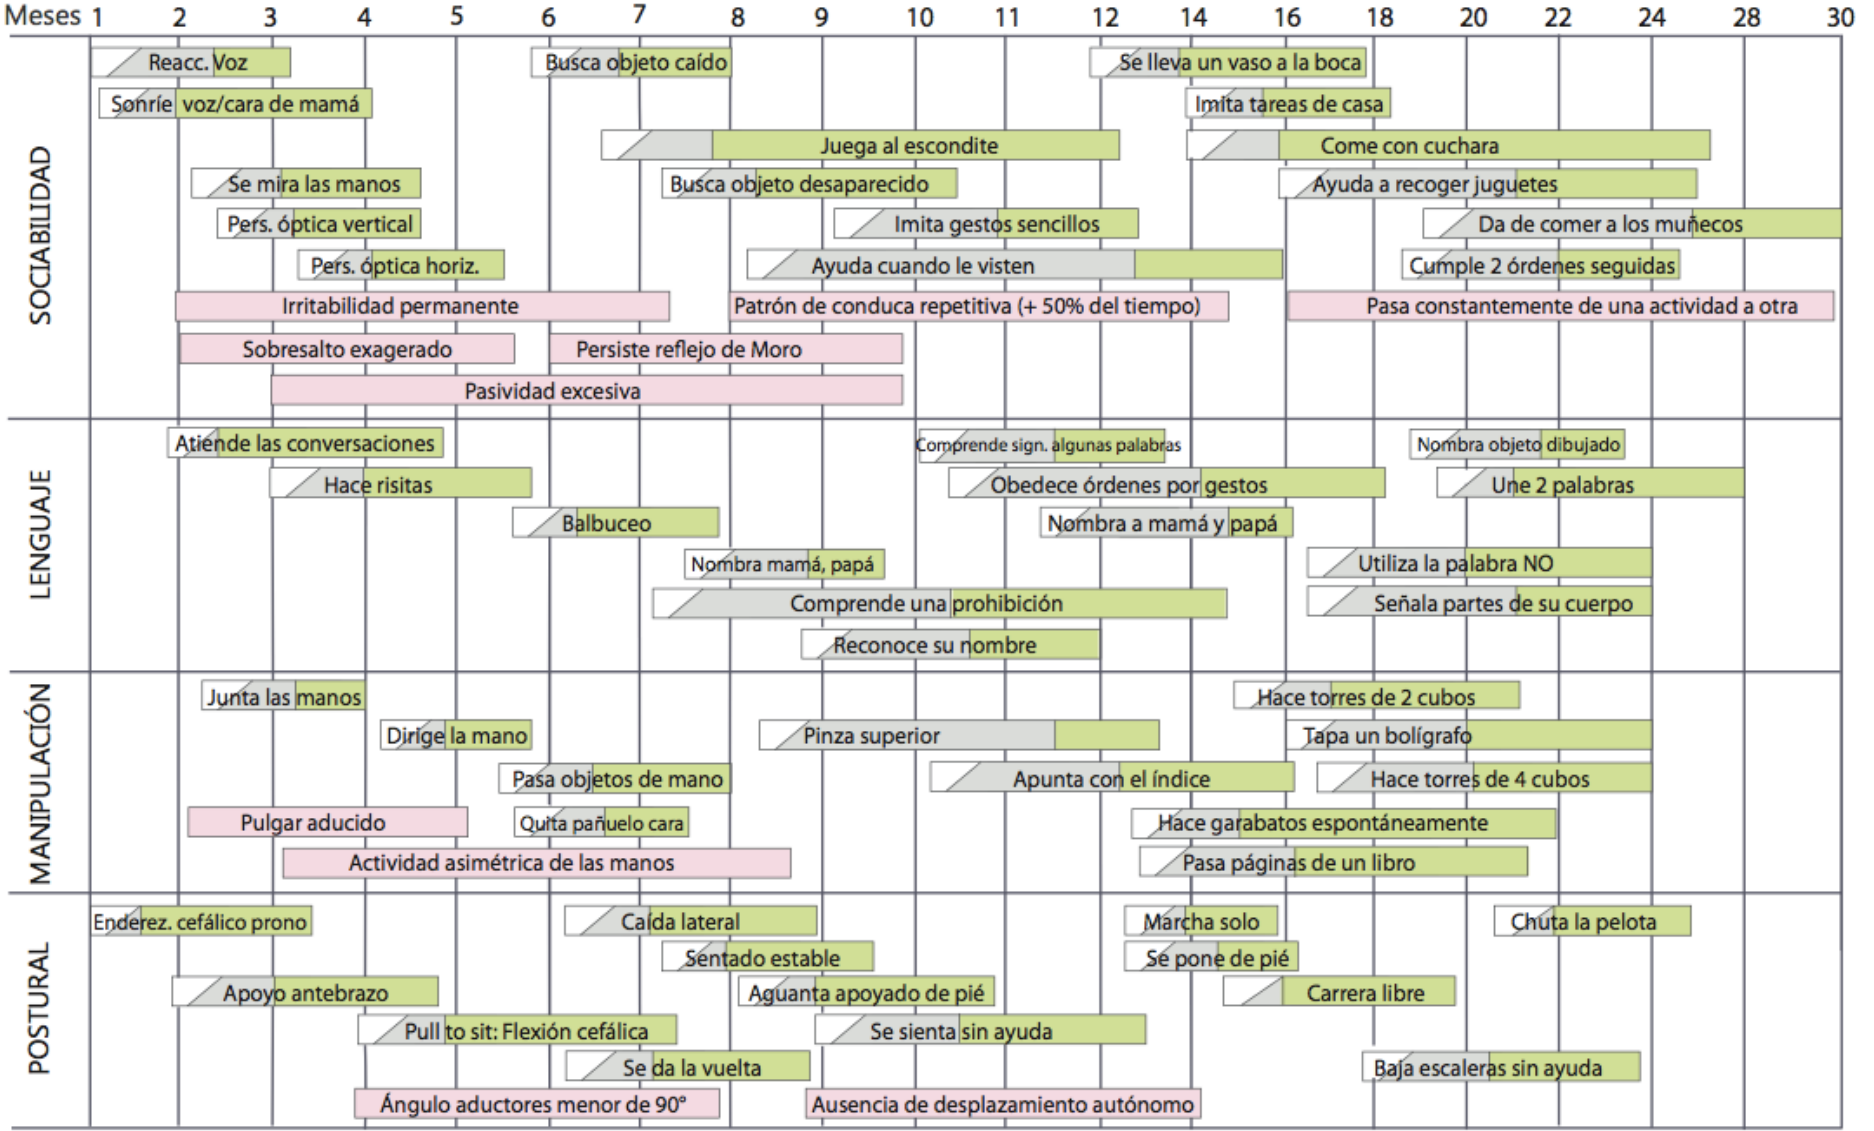 Meses 1 2 3 4 5 6 7 8 9 10 11 12 14 16 18 20 22 24 28 30
SOCIABILIDAD
Reacc. Voz
Busca objeto caído
Se lleva un vaso a la boca
Sonríe voz/cara de mamá
Imita tareas de casa
Juega al escondite
Come con cuchara
Se mira las manos
Busca objeto desaparecido
Ayuda a recoger juguetes
Pers. óptica vertical
Imita gestos sencillos
Da de comer a los muñecos
Pers. óptica horiz.
Ayuda cuando le visten
Cumple 2 órdenes seguidas
Irritabilidad permanente
Patrón de conduca repetitiva (+ 50% del tiempo)
Pasa constantemente de una actividad a otra
Sobresalto exagerado
Persiste reflejo de Moro
Pasividad excesiva
LENGUAJE
Atiende las conversaciones
Comprende sign. algunas palabras
Nombra objeto dibujado
Hace risitas
Obedece órdenes por gestos
Une 2 palabras
Balbuceo
Nombra a mamá y papá
Nombra mamá, papá
Utiliza la palabra NO
Comprende una prohibición
Señala partes de su cuerpo
Reconoce su nombre
MANIPULACIÓN
Junta las manos
Hace torres de 2 cubos
Dirige la mano
Pinza superior
Tapa un bolígrafo
Pasa objetos de mano
Apunta con el índice
Hace torres de 4 cubos
Pulgar aducido
Quita pañuelo cara
Hace garabatos espontáneamente
Actividad asimétrica de las manos
Pasa páginas de un libro
POSTURAL
Enderez. cefálico prono
Caída lateral
Marcha solo
Chuta la pelota
Sentado estable
Se pone de pié
Apoyo antebrazo
Aguanta apoyado de pié
Carrera libre
Pull to sit: Flexión cefálica
Se sienta sin ayuda
Se da la vuelta
Baja escaleras sin ayuda
Ángulo aductores menor de 90°
Ausencia de desplazamiento autónomo